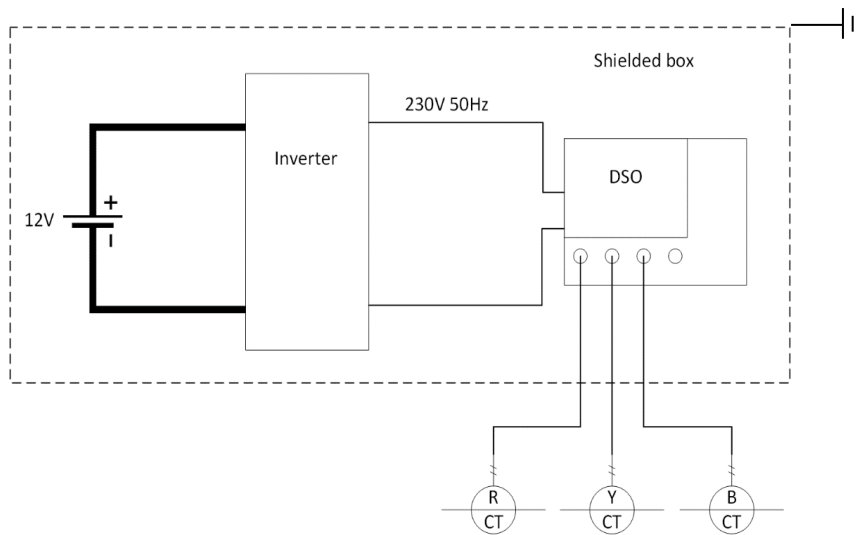 Shielded box
230V 50Hz
Inverter
DSO
12V
+
R
CT
Y
CT
B
CT